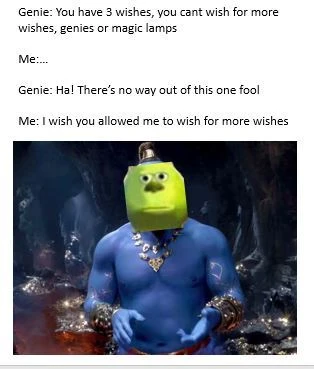 Genie: You have 3 wishes, you cant wish for more
wishes, genies or magic lamps
Me:...
Genie: Ha! There's no way out of this one fool
Me: I wish you allowed me to wish for more wishes